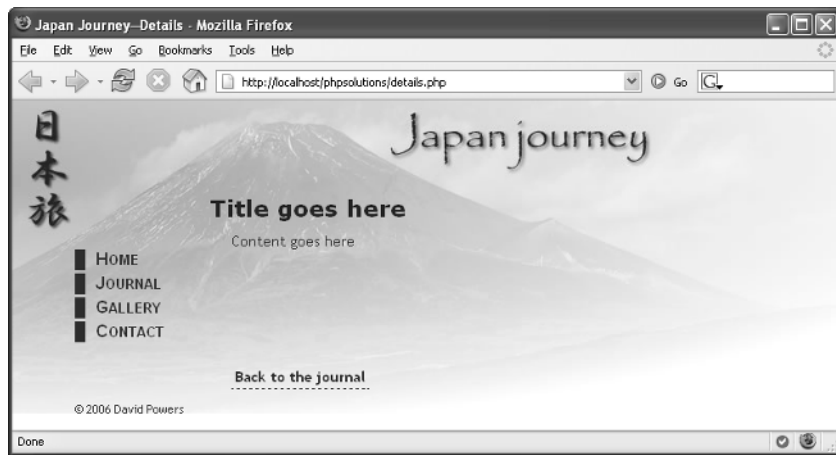 Japan Journey—Details - Mozilla Firefox
File Edit View Go Bookmarks Tools Help
http://localhost/phpsolutions/details.php Go G
日
本
旅
Japan journey
Title goes here
Content goes here
HOME
JOURNAL
GALLERY
CONTACT
Back to the journal
© 2006 David Powers
Done